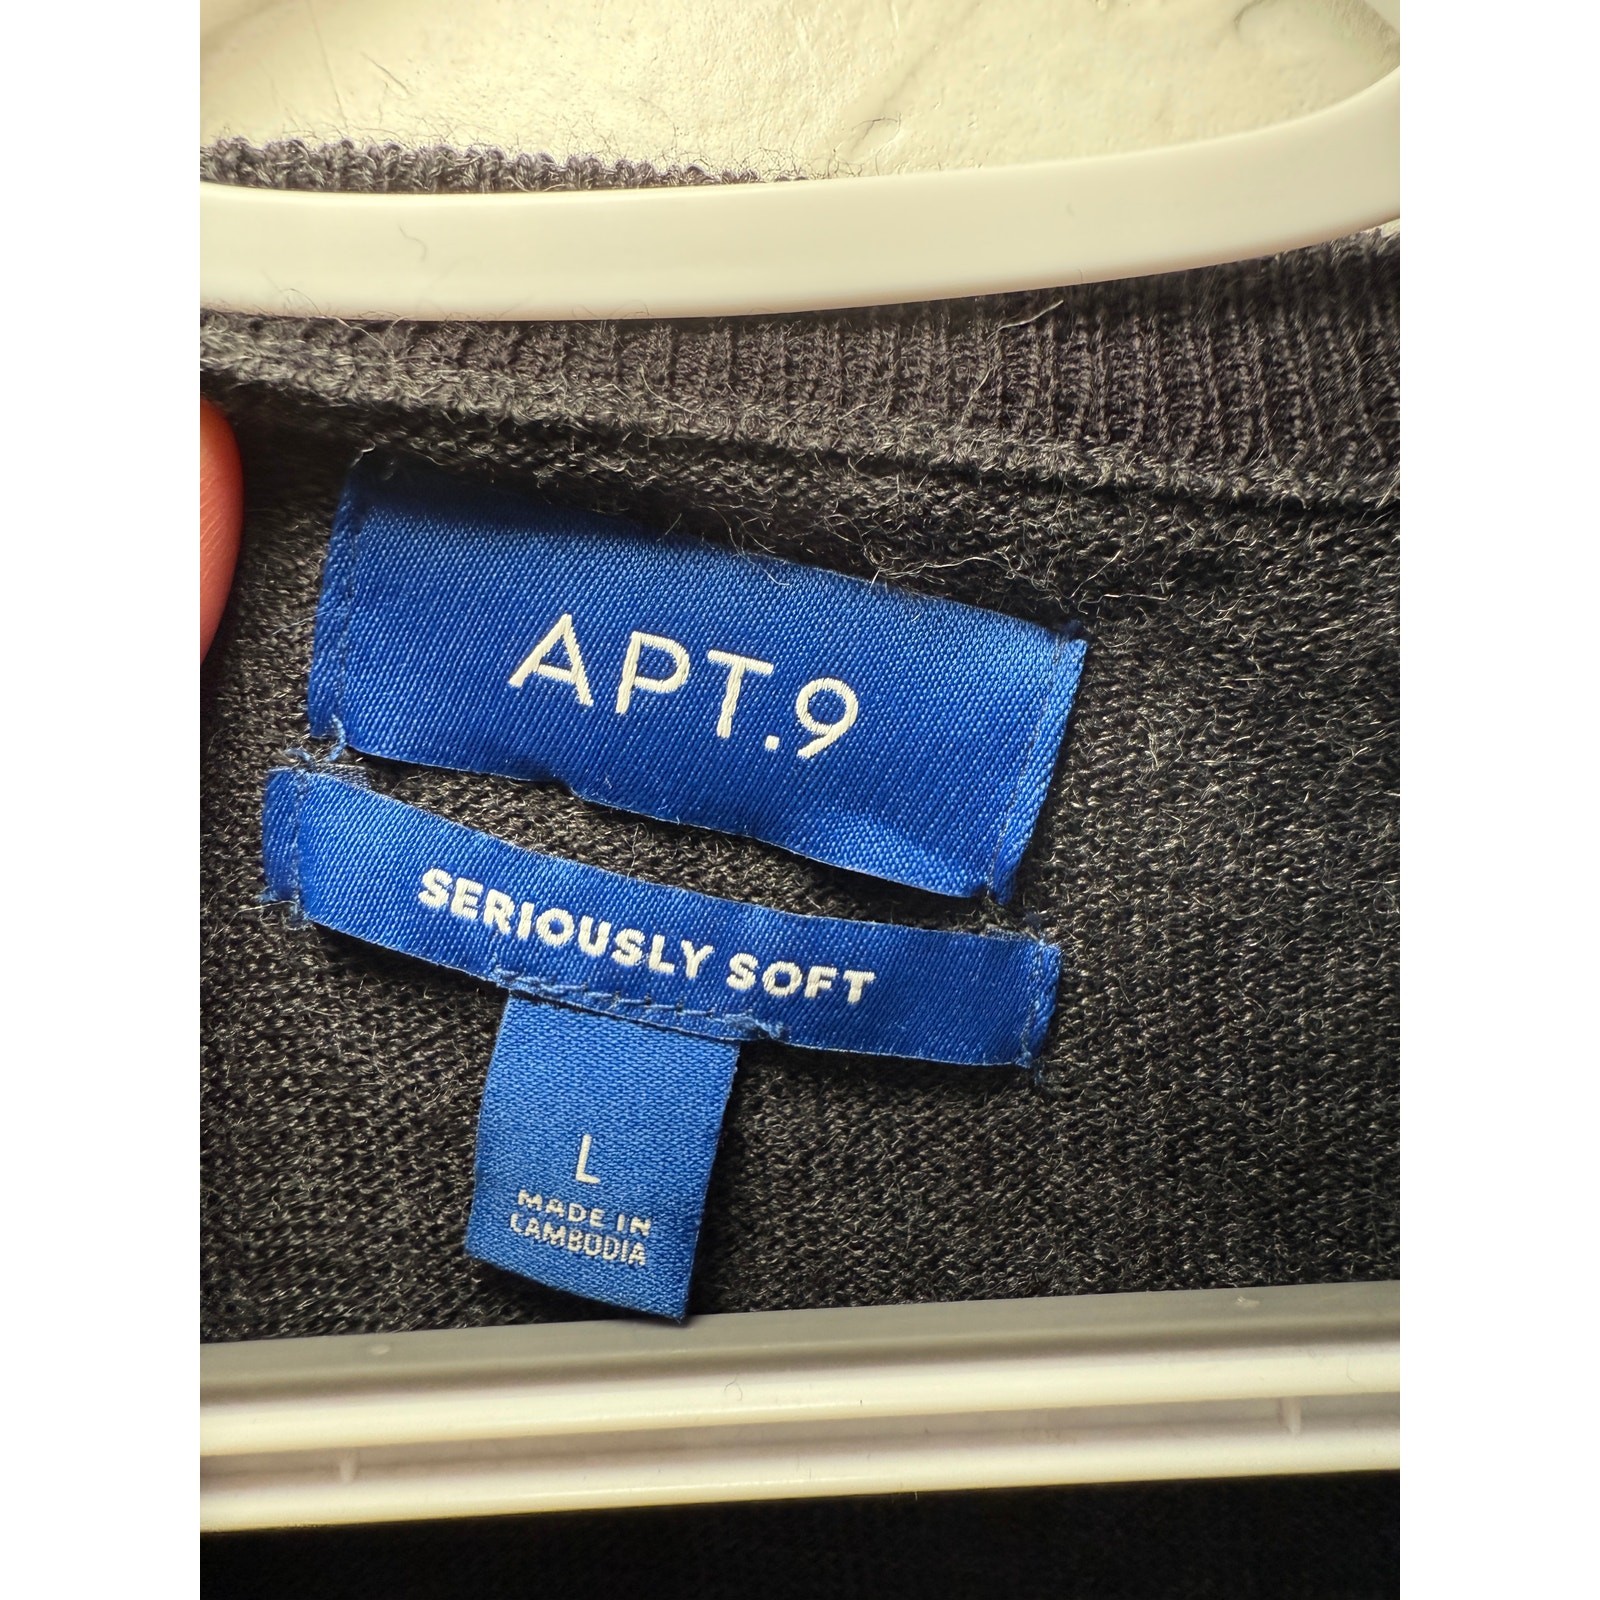 APT.9
SERIOUSLY SOFT
L
MADE IN
CAMBODIA